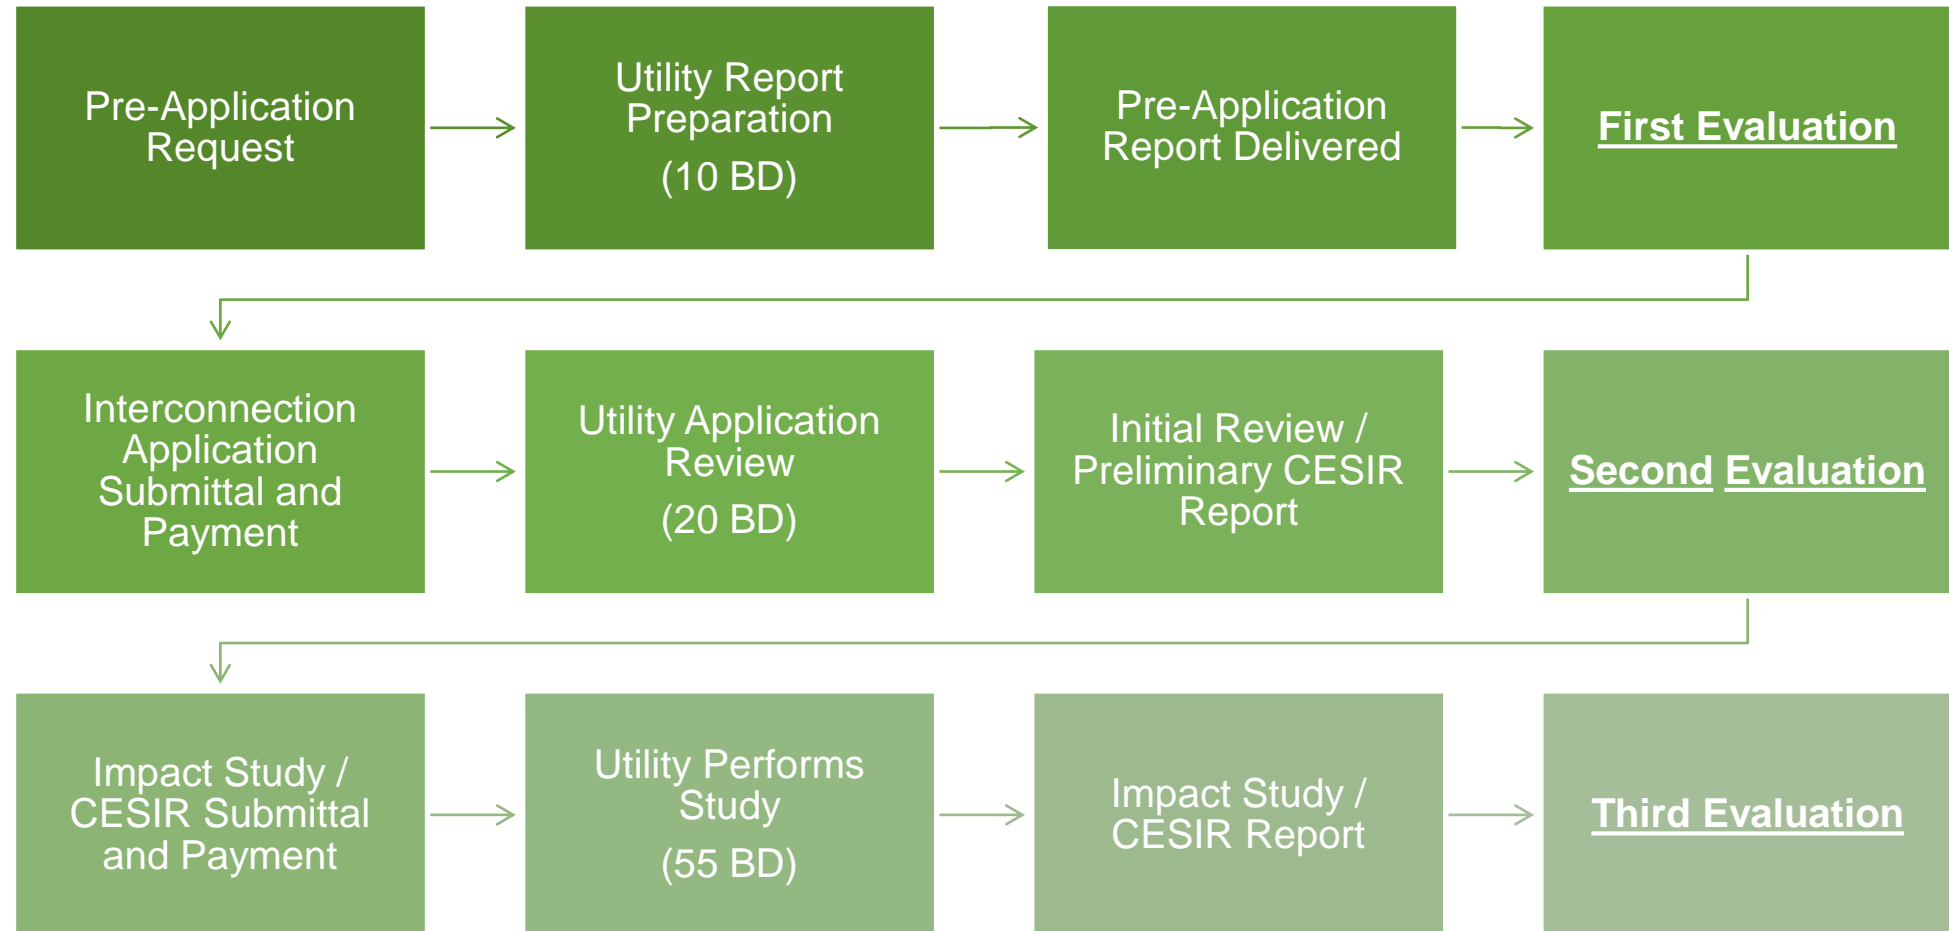 Pre-Application
Request
Utility Report
Preparation
(10 BD)
Pre-Application
Report Delivered
First Evaluation
Interconnection
Application
Submittal and
Payment
Utility Application
Review
(20 BD)
Initial Review /
Preliminary CESIR
Report
Second Evaluation
Impact Study /
CESIR Submittal
and Payment
Utility Performs
Study
(55 BD)
Impact Study /
CESIR Report
Third Evaluation